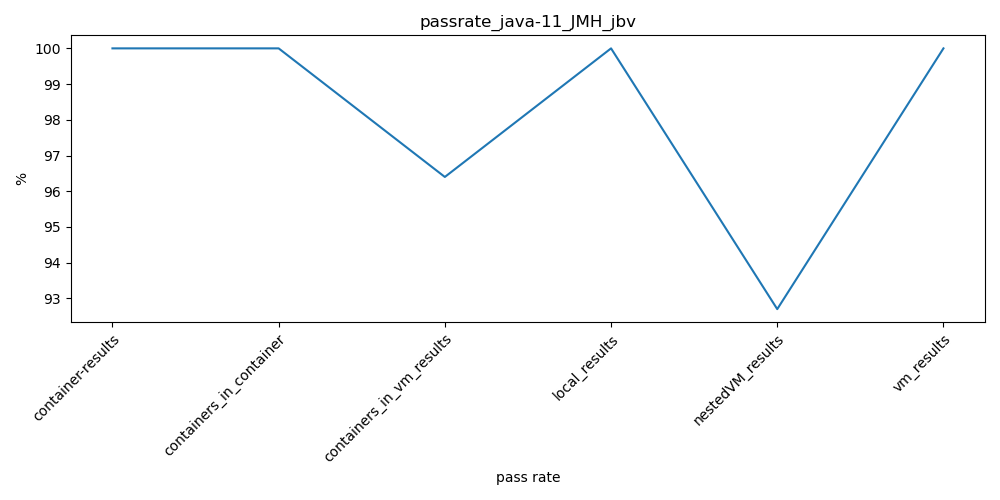 passrate_java-11_JMH_jbv
%
100
99
98
97
96
95
94
93
container-results
containers_in_container
containers_in_vm_results
local_results
nestedVM_results
vm_results
pass rate